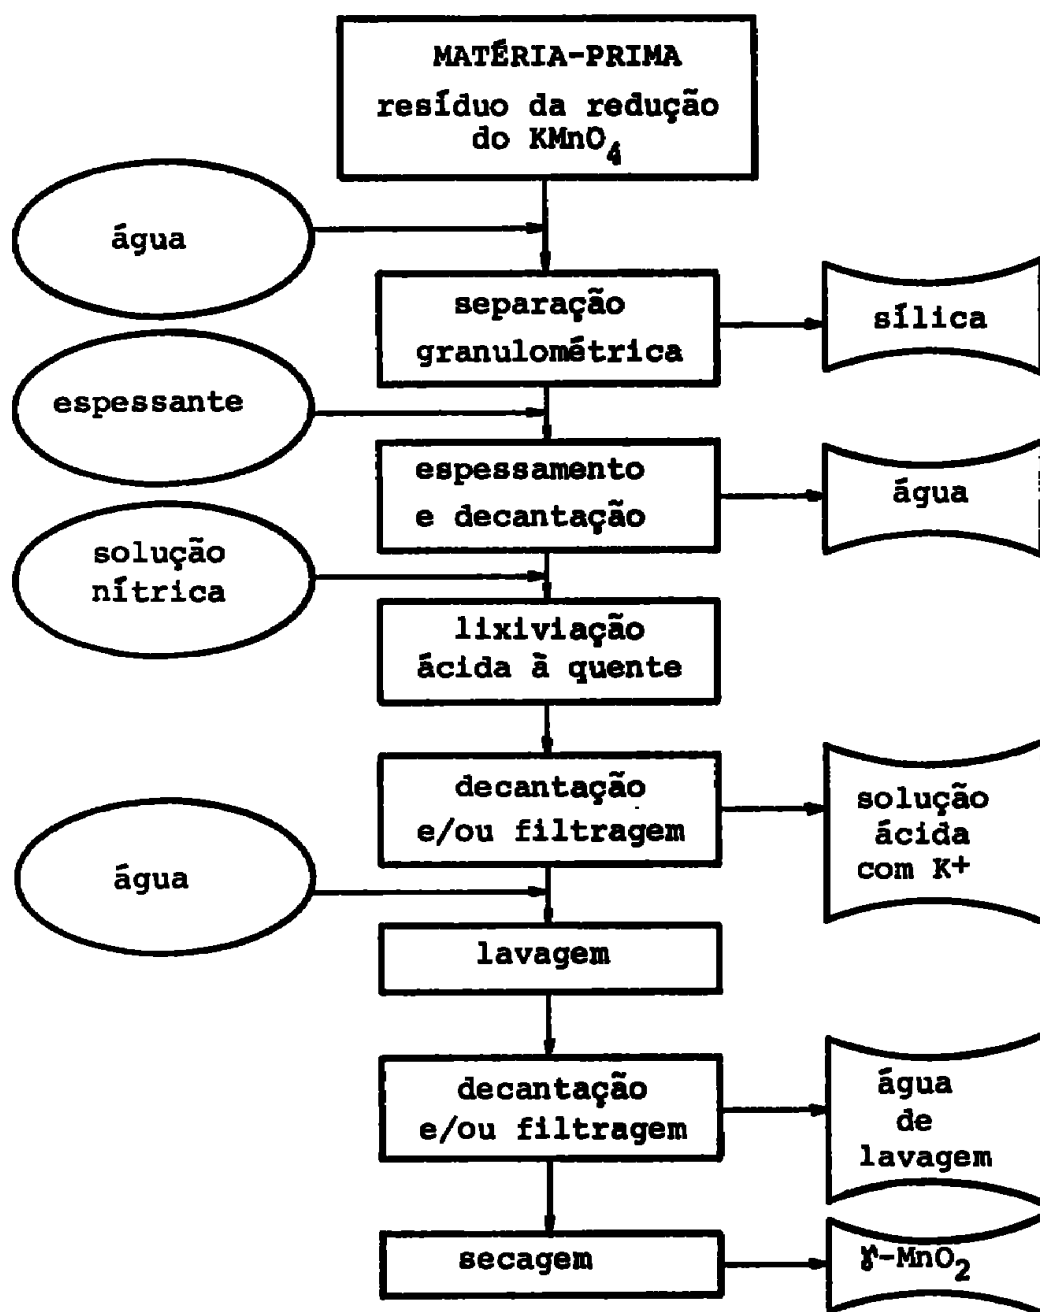 MATÉRIA-PRIMA
resíduo da redução
do KMnO₄
água
separação
granulométrica
sílica
espessante
espessamento
e decantação
água
solução
nítrica
lixiviação
ácida à quente
decantação
e/ou filtragem
solução
ácida
com K+
água
lavagem
decantação
e/ou filtragem
água
de
lavagem
secagem
γ-MnO₂